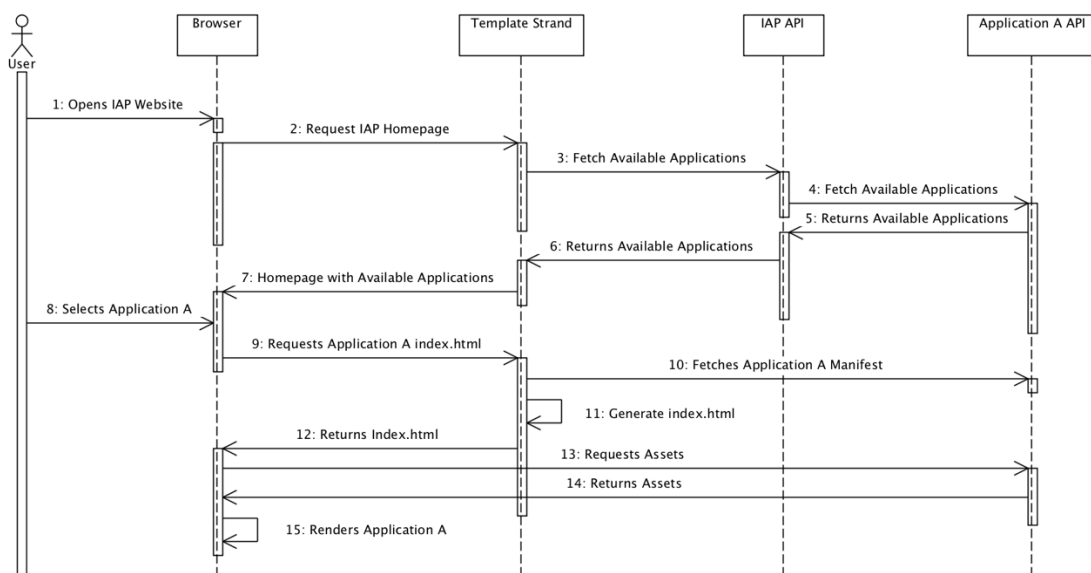 Browser
Template Strand
IAP API
Application A API
User
1: Opens IAP Website
2: Request IAP Homepage
3: Fetch Available Applications
4: Fetch Available Applications
5: Returns Available Applications
6: Returns Available Applications
7: Homepage with Available Applications
8: Selects Application A
9: Requests Application A index.html
10: Fetches Application A Manifest
11: Generate index.html
12: Returns Index.html
13: Requests Assets
14: Returns Assets
15: Renders Application A